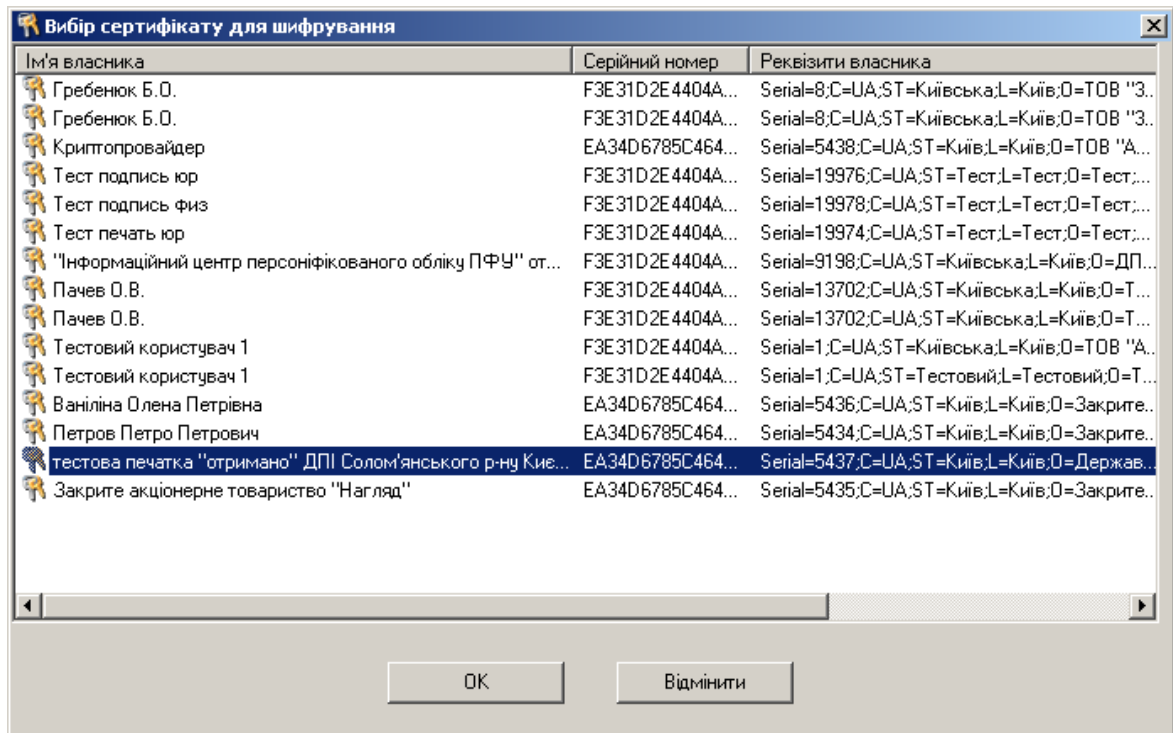 Вибір сертифікату для шифрування
Ім'я власника Серійний номер Реквізити власника
Гребенюк Б.О. F3E31D2E4404A... Serial=8;C=UA;ST=Київська;L=Київ;O=ТОВ "З...
Гребенюк Б.О. F3E31D2E4404A... Serial=8;C=UA;ST=Київська;L=Київ;O=ТОВ "З...
Криптопровайдер EA34D6785C464... Serial=5438;C=UA;ST=Київ;L=Київ;O=ТОВ "А...
Тест подпись юр F3E31D2E4404A... Serial=19976;C=UA;ST=Тест;L=Тест;O=Тест;...
Тест подпись физ F3E31D2E4404A... Serial=19978;C=UA;ST=Тест;L=Тест;O=Тест;...
Тест печать юр F3E31D2E4404A... Serial=19974;C=UA;ST=Тест;L=Тест;O=Тест;...
"Інформаційний центр персоніфікованого обліку ПФУ" от... F3E31D2E4404A... Serial=9198;C=UA;ST=Київська;L=Київ;O=ДП...
Пачев О.В. F3E31D2E4404A... Serial=13702;C=UA;ST=Київська;L=Київ;O=Т...
Пачев О.В. F3E31D2E4404A... Serial=13702;C=UA;ST=Київська;L=Київ;O=Т...
Тестовий користувач 1 F3E31D2E4404A... Serial=1;C=UA;ST=Київська;L=Київ;O=ТОВ "А...
Тестовий користувач 1 F3E31D2E4404A... Serial=1;C=UA;ST=Тестовий;L=Тестовий;O=Т...
Ваніліна Олена Петрівна EA34D6785C464... Serial=5436;C=UA;ST=Київ;L=Київ;O=Закрите...
Петров Петро Петрович EA34D6785C464... Serial=5434;C=UA;ST=Київ;L=Київ;O=Закрите...
тестова печатка "отримано" ДПІ Солом'янського р-ну Киє... EA34D6785C464... Serial=5437;C=UA;ST=Київ;L=Київ;O=Держав...
Закрите акціонерне товариство "Нагляд" EA34D6785C464... Serial=5435;C=UA;ST=Київ;L=Київ;O=Закрите...
OK Відмінити